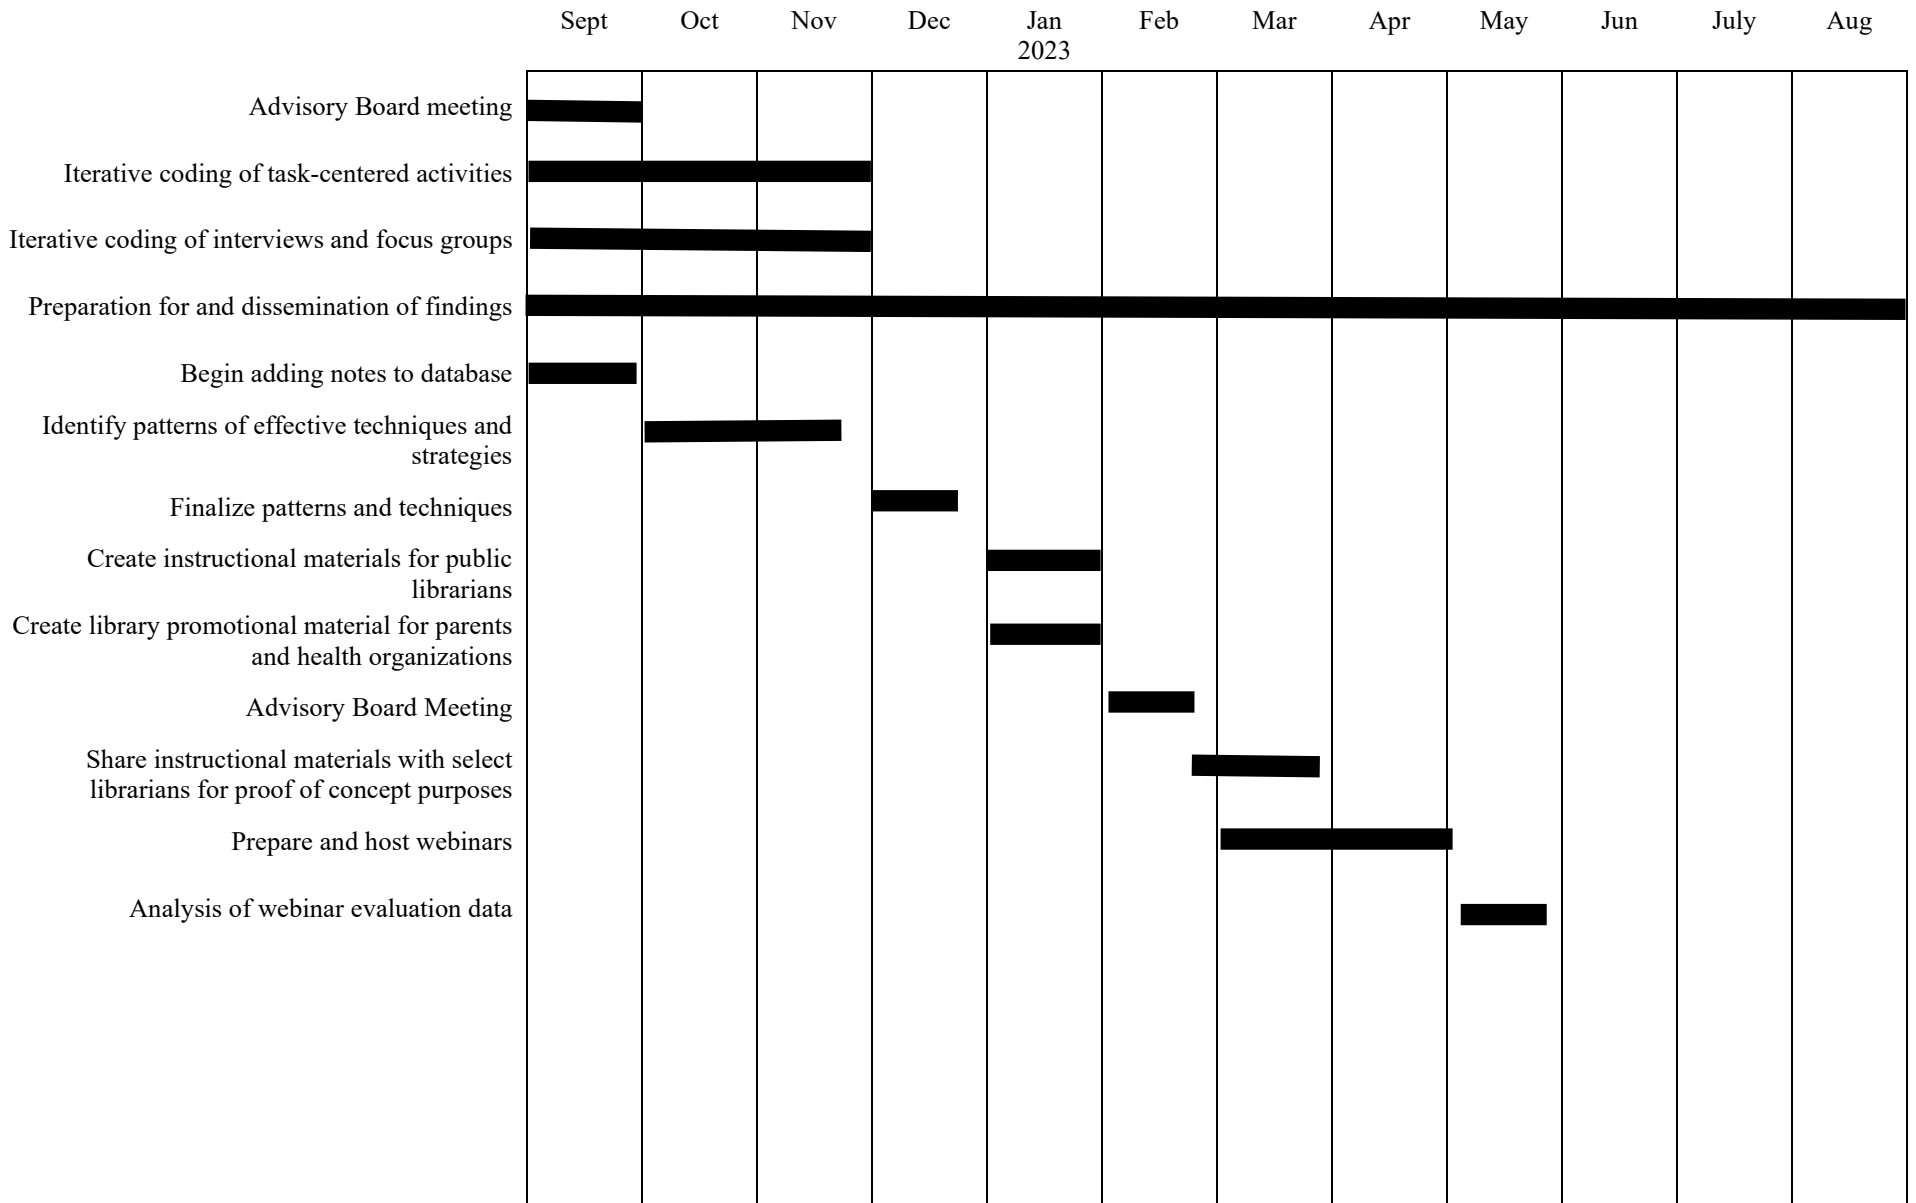 Sept Oct Nov Dec Jan Feb Mar Apr May Jun July Aug
2023
Advisory Board meeting
Iterative coding of task-centered activities
Iterative coding of interviews and focus groups
Preparation for and dissemination of findings
Begin adding notes to database
Identify patterns of effective techniques and
strategies
Finalize patterns and techniques
Create instructional materials for public
librarians
Create library promotional material for parents
and health organizations
Advisory Board Meeting
Share instructional materials with select
librarians for proof of concept purposes
Prepare and host webinars
Analysis of webinar evaluation data